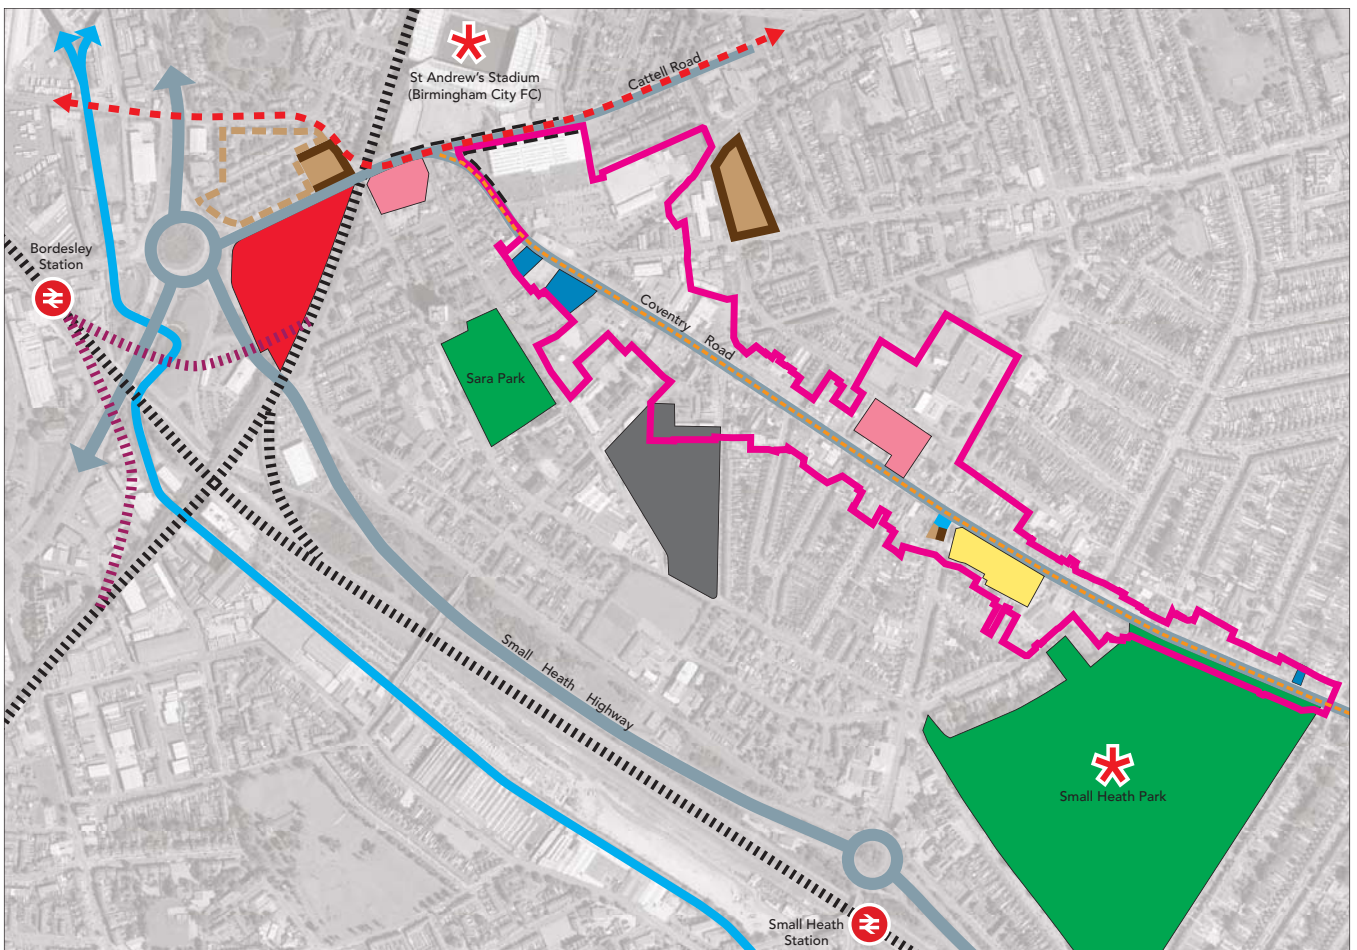 St Andrew's Stadium
(Birmingham City FC)
Cattell Road
Bordesley
Station
Coventry Road
Sara Park
Small Heath Highway
Small Heath Park
Small Heath
Station